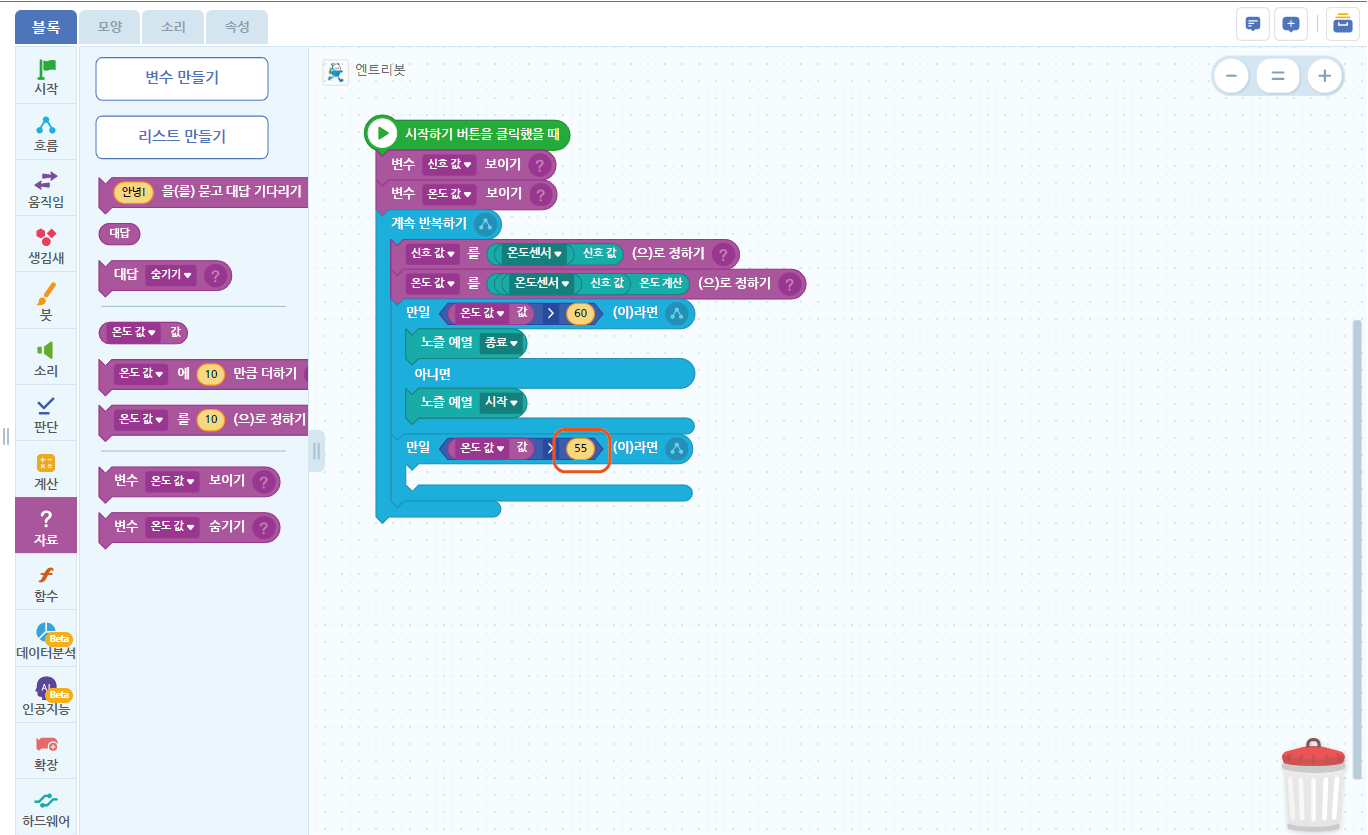 블록 모양 소리 속성
시작
흐름
움직임
생김새
붓
소리
판단
계산
? 자료
함수
Beta
데이터분석
AI Beta
인공지능
확장
하드웨어
변수 만들기
리스트 만들기
안녕! 을(를) 묻고 대답 기다리기
대답
대답 숨기기 ?
온도 값 값
온도 값 에 10 만큼 더하기
온도 값 를 10 (으)로 정하기
변수 온도 값 보이기 ?
변수 온도 값 숨기기 ?
엔트리봇
시작하기 버튼을 클릭했을 때
변수 신호 값 보이기 ?
변수 온도 값 보이기 ?
계속 반복하기
신호 값 를 온도센서 신호 값 (으)로 정하기 ?
온도 값 를 온도센서 신호 값 온도 계산 (으)로 정하기 ?
만일 온도 값 값 > 60 (이)라면
노즐 예열 종료
아니면
노즐 예열 시작
만일 온도 값 값 > 55 (이)라면